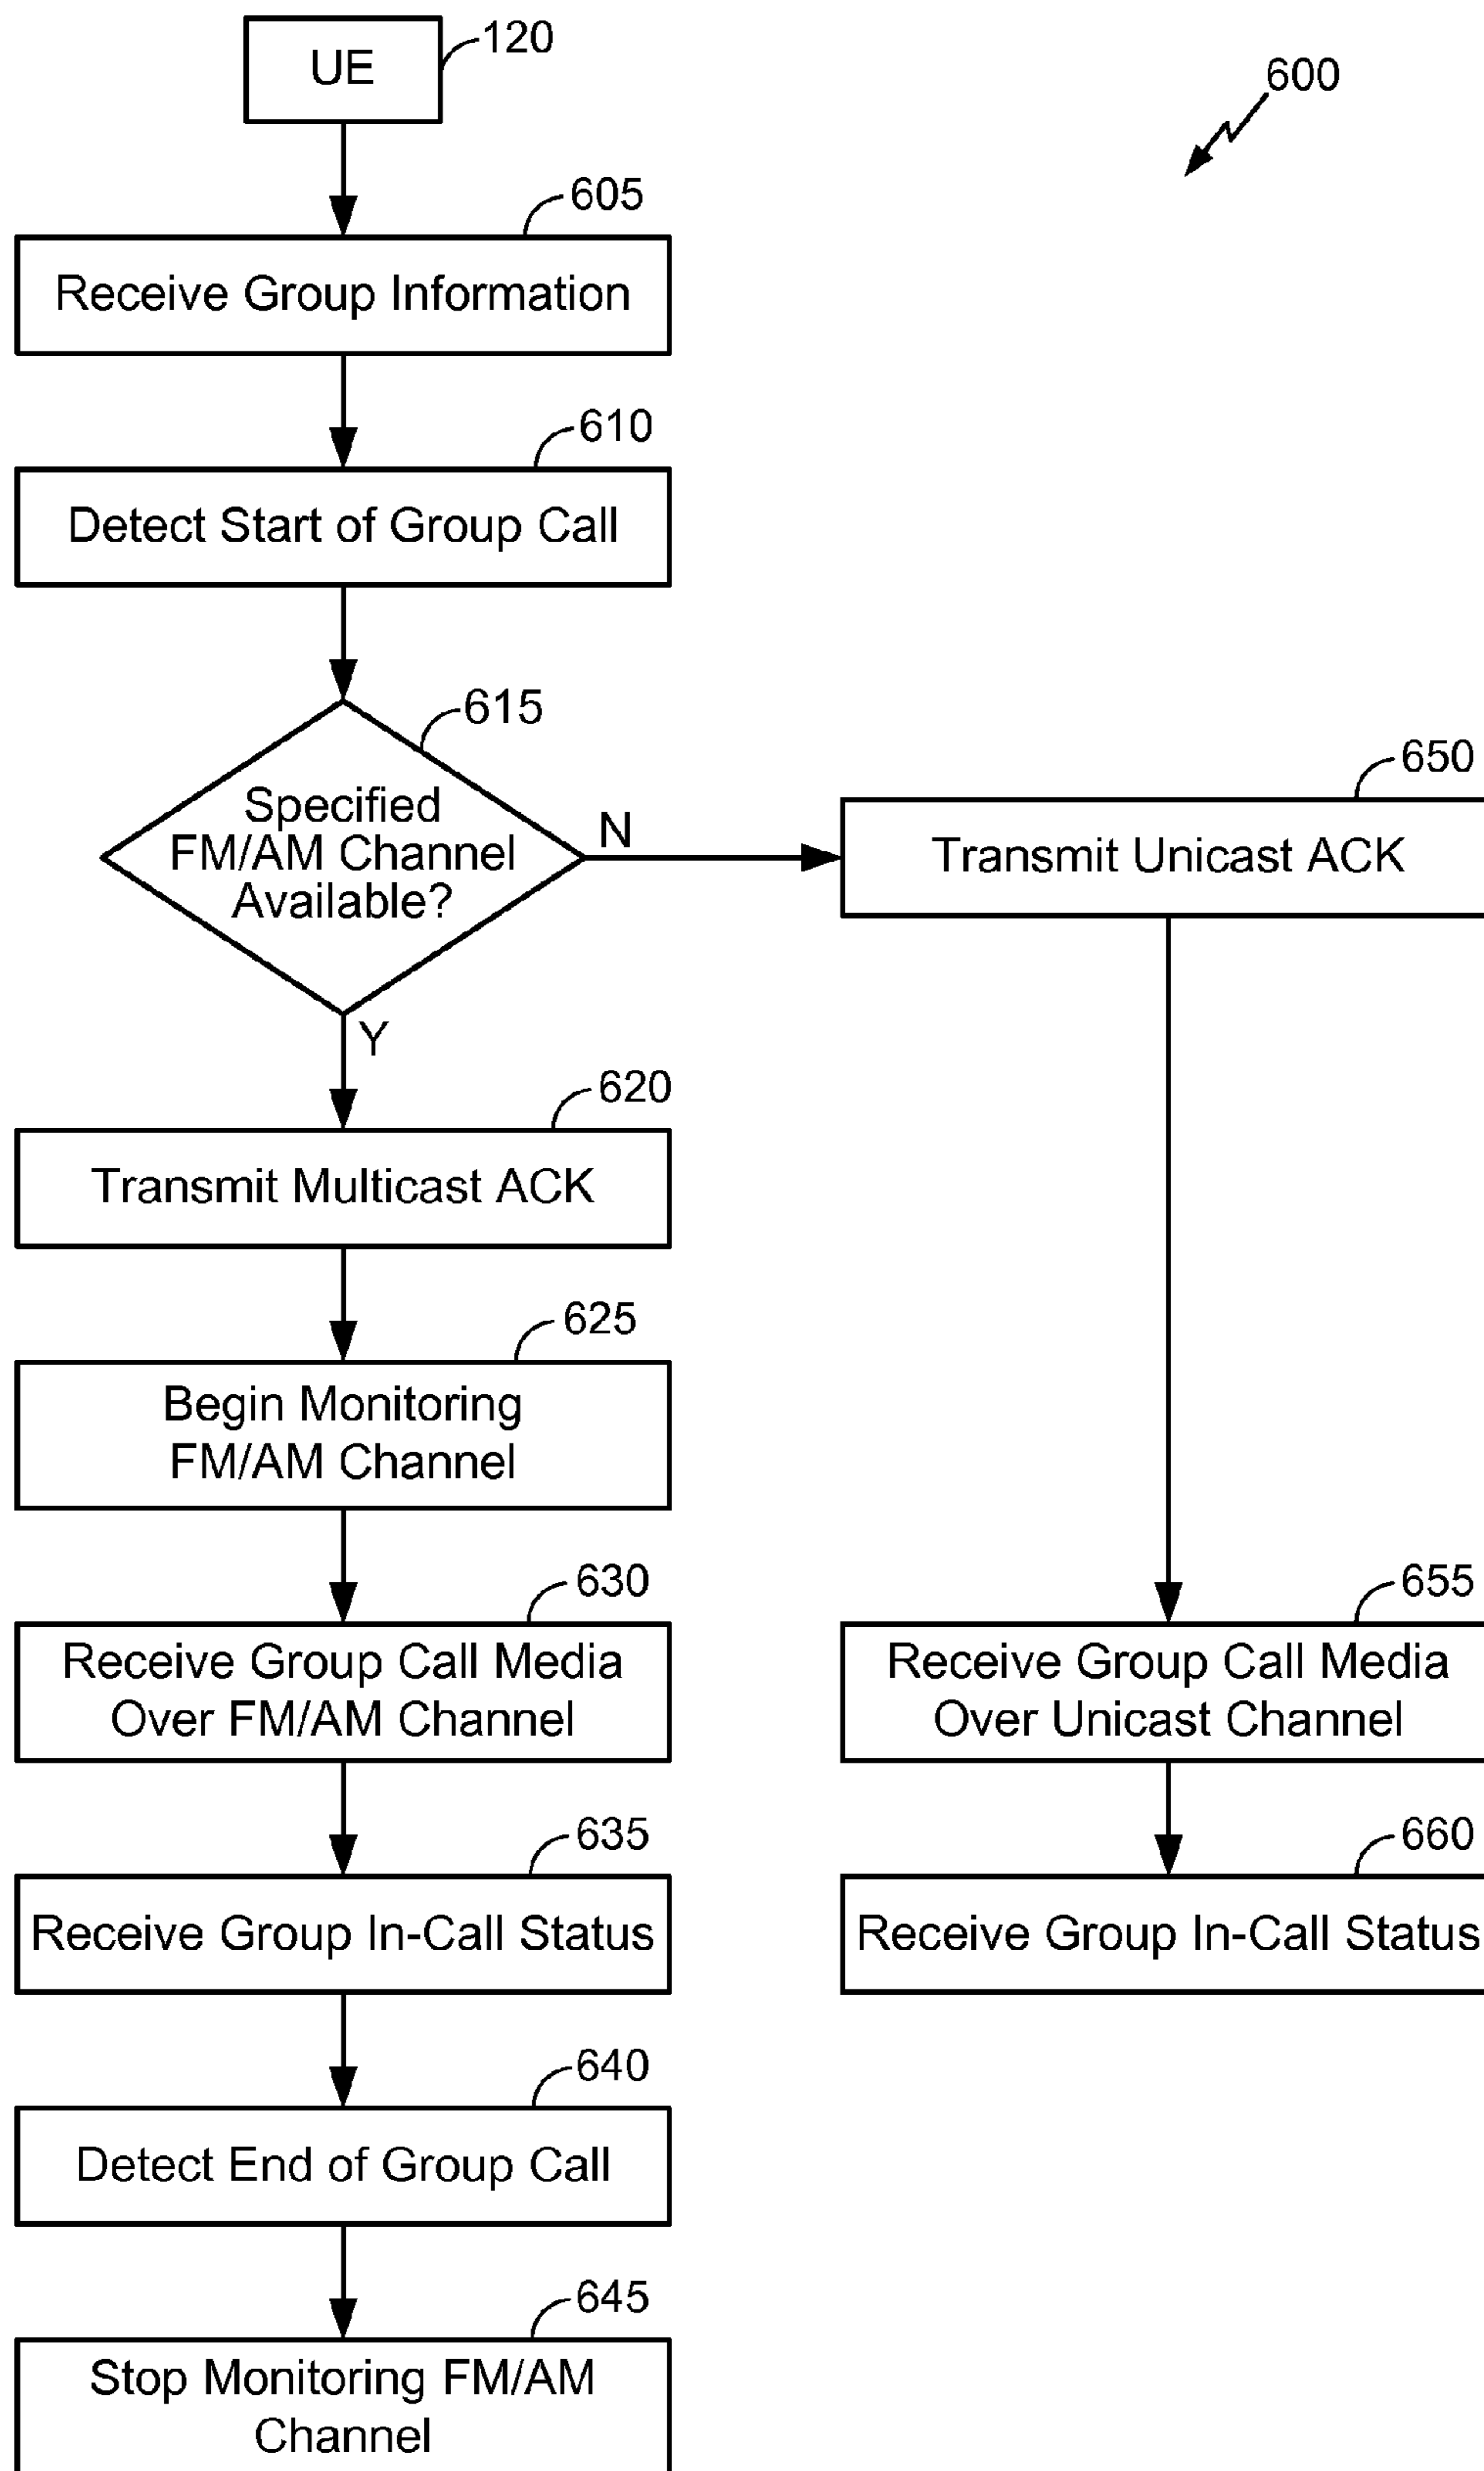 UE
120
600
605
Receive Group Information
610
Detect Start of Group Call
615
Specified
FM/AM Channel
Available?
N
Y
650
Transmit Unicast ACK
620
Transmit Multicast ACK
625
Begin Monitoring
FM/AM Channel
630
Receive Group Call Media
Over FM/AM Channel
655
Receive Group Call Media
Over Unicast Channel
635
Receive Group In-Call Status
660
Receive Group In-Call Status
640
Detect End of Group Call
645
Stop Monitoring FM/AM
Channel